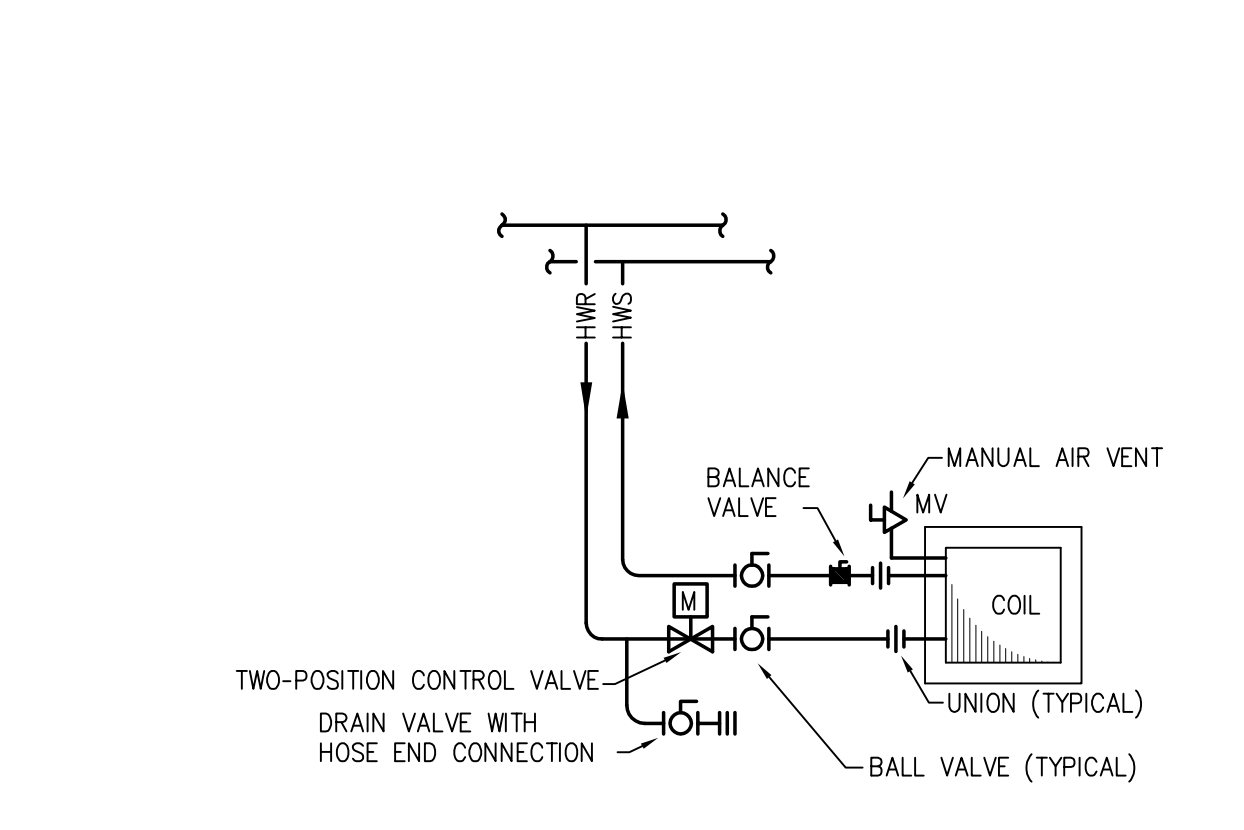 HWR
HWS
MANUAL AIR VENT
BALANCE
VALVE
MV
M
COIL
TWO-POSITION CONTROL VALVE
UNION (TYPICAL)
DRAIN VALVE WITH
HOSE END CONNECTION
BALL VALVE (TYPICAL)